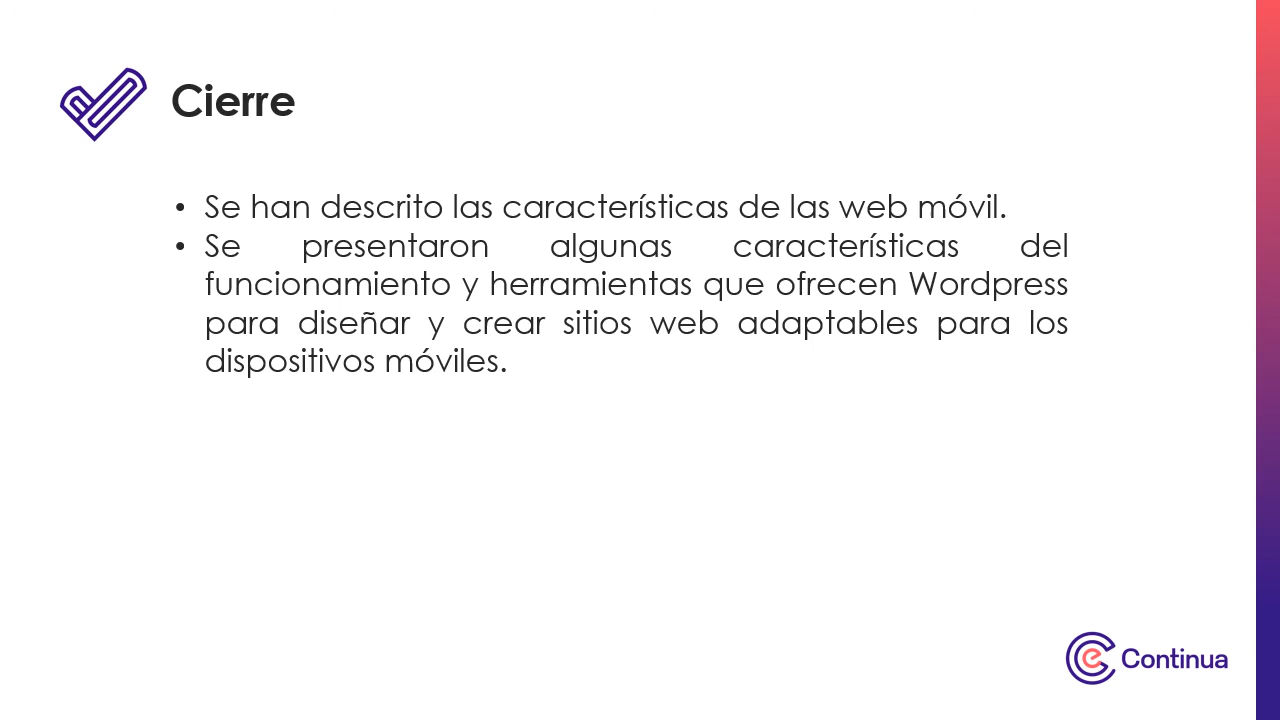 Cierre
• Se han descrito las características de las web móvil.
• Se presentaron algunas características del
funcionamiento y herramientas que ofrecen Wordpress
para diseñar y crear sitios web adaptables para los
dispositivos móviles.
e Continua